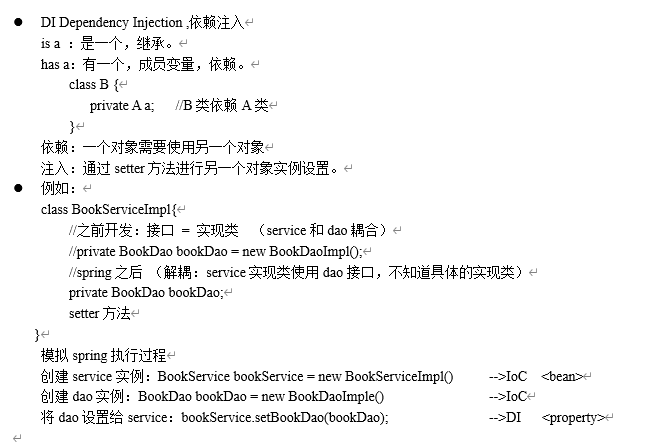 ● DI Dependency Injection ,依赖注入
is a ：是一个，继承。
has a：有一个，成员变量，依赖。
class B {
private A a; //B 类依赖 A 类
}
依赖：一个对象需要使用另一个对象
注入：通过 setter 方法进行另一个对象实例设置。
● 例如：
class BookServiceImpl{
//之前开发：接口 = 实现类 （service 和 dao 耦合）
//private BookDao bookDao = new BookDaoImpl();
//spring 之后 （解耦：service 实现类使用 dao 接口，不知道具体的实现类）
private BookDao bookDao;
setter 方法
}
模拟 spring 执行过程
创建 service 实例：BookService bookService = new BookServiceImpl() -->IoC <bean>
创建 dao 实例：BookDao bookDao = new BookDaoImple() -->IoC
将 dao 设置给 service：bookService.setBookDao(bookDao); -->DI <property>